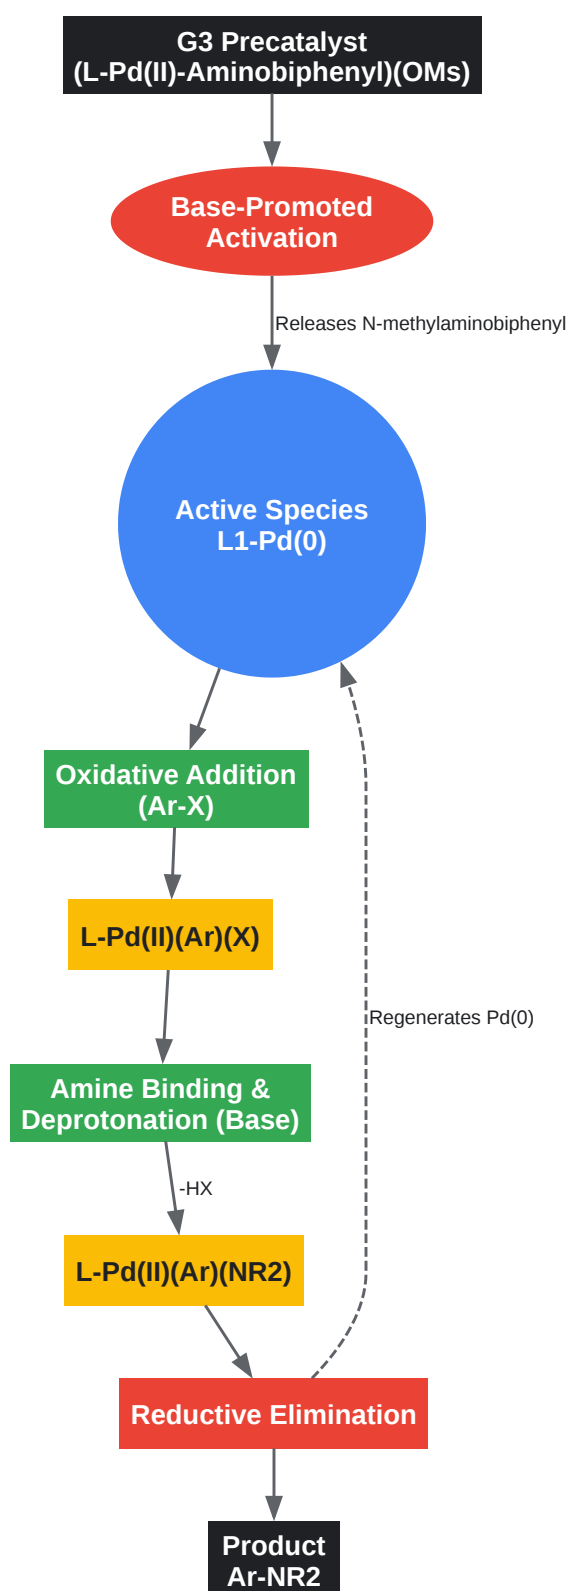 G3 Precatalyst
(L-Pd(II)-Aminobiphenyl)(OMs)
Base-Promoted
Activation
Releases N-methylaminobiphenyl
Active Species
L1-Pd(0)
Oxidative Addition
(Ar-X)
L-Pd(II)(Ar)(X)
Regenerates Pd(0)
Amine Binding &
Deprotonation (Base)
-HX
L-Pd(II)(Ar)(NR2)
Reductive Elimination
Product
Ar-NR2